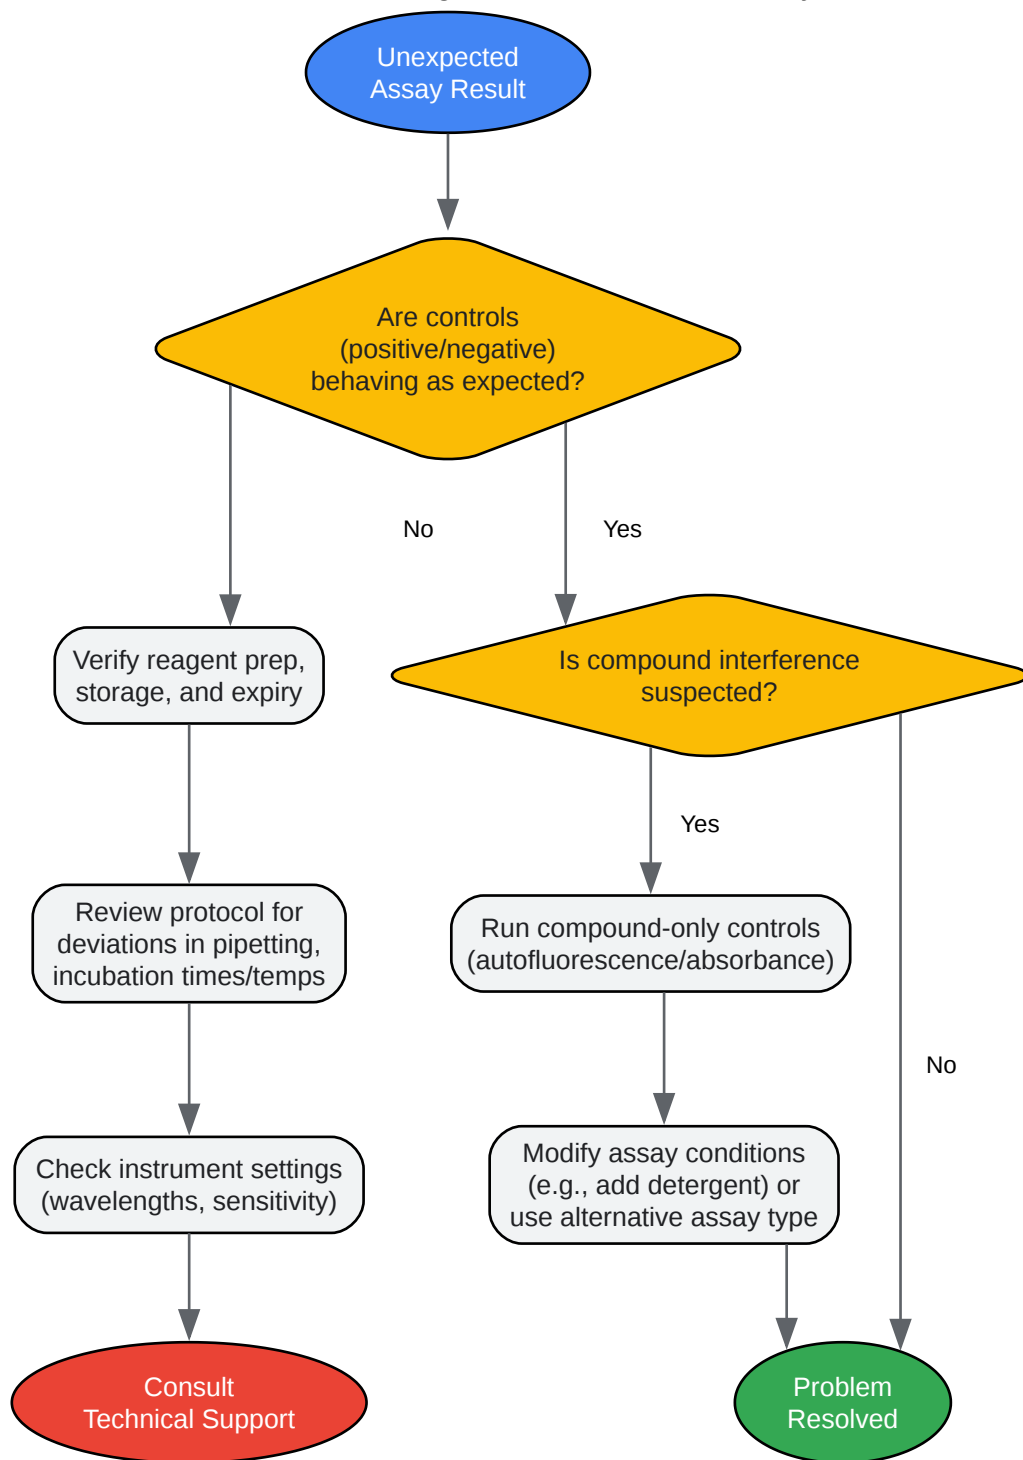 Unexpected
Assay Result
Are controls
(positive/negative)
behaving as expected?
No
Yes
Verify reagent prep,
storage, and expiry
Is compound interference
suspected?
Yes
Review protocol for
deviations in pipetting,
incubation times/temps
Run compound-only controls
(autofluorescence/absorbance)
No
Check instrument settings
(wavelengths, sensitivity)
Modify assay conditions
(e.g., add detergent) or
use alternative assay type
Consult
Technical Support
Problem
Resolved